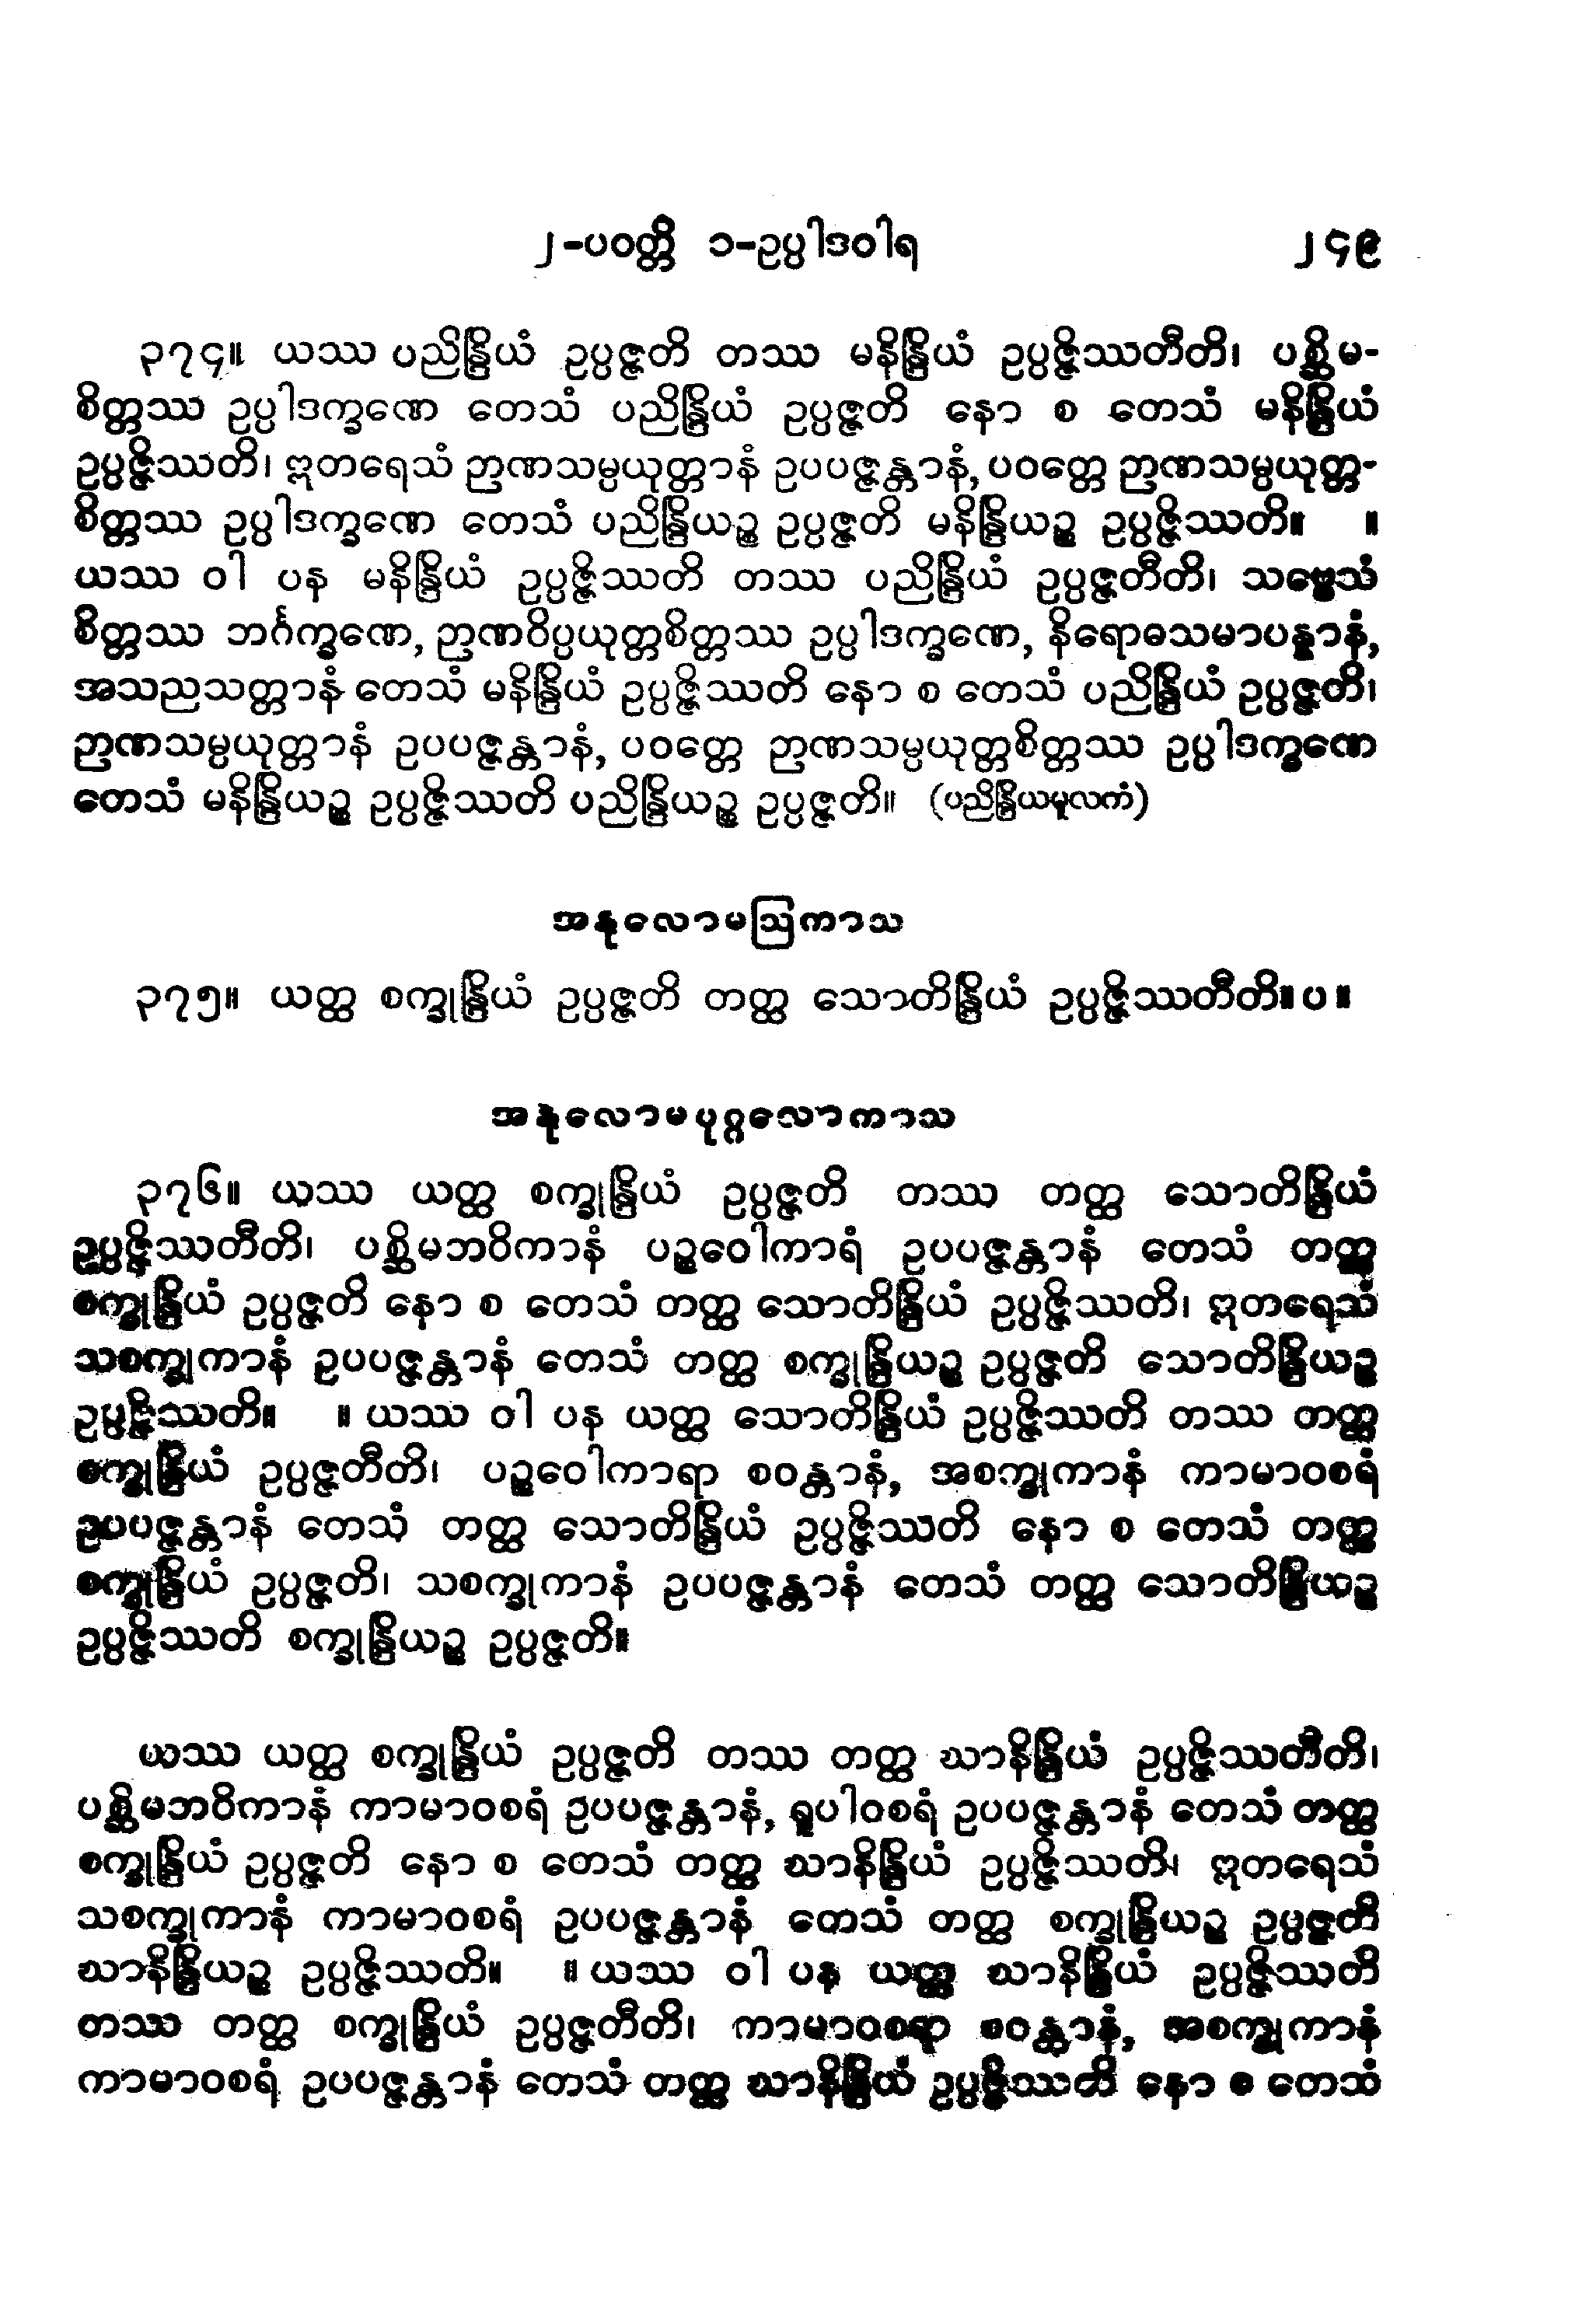 ၂-ပဝတ္တိ ၁-ဥပ္ပါဒဝါရ ၂၄၉
၃၇၄။ ယဿ ပညိန္ဒြိယံ ဥပ္ပဇ္ဇတိ တဿ မနိန္ဒြိယံ ဥပ္ပဇ္ဇိဿတီတိ၊ ပစ္ဆိမ-
စိတ္တဿ ဥပ္ပါဒက္ခဏေ တေသံ ပညိန္ဒြိယံ ဥပ္ပဇ္ဇတိ နော စ တေသံ မနိန္ဒြိယံ
ဥပ္ပဇ္ဇိဿတိ၊ ဣတရေသံ ဉာဏသမ္ပယုတ္တာနံ ဥပပဇ္ဇန္တာနံ, ပဝတ္တေ ဉာဏသမ္ပယုတ္တ-
စိတ္တဿ ဥပ္ပါဒက္ခဏေ တေသံ ပညိန္ဒြိယဉ္စ ဥပ္ပဇ္ဇတိ မနိန္ဒြိယဉ္စ ဥပ္ပဇ္ဇိဿတိ။ ။
ယဿ ဝါ ပန မနိန္ဒြိယံ ဥပ္ပဇ္ဇိဿတိ တဿ ပညိန္ဒြိယံ ဥပ္ပဇ္ဇတီတိ၊ သဗ္ဗေသံ
စိတ္တဿ ဘင်္ဂက္ခဏေ, ဉာဏဝိပ္ပယုတ္တစိတ္တဿ ဥပ္ပါဒက္ခဏေ, နိရောဓသမာပန္နာနံ,
အသညသတ္တာနံ တေသံ မနိန္ဒြိယံ ဥပ္ပဇ္ဇိဿတိ နော စ တေသံ ပညိန္ဒြိယံ ဥပ္ပဇ္ဇတိ၊
ဉာဏသမ္ပယုတ္တာနံ ဥပပဇ္ဇန္တာနံ, ပဝတ္တေ ဉာဏသမ္ပယုတ္တစိတ္တဿ ဥပ္ပါဒက္ခဏေ
တေသံ မနိန္ဒြိယဉ္စ ဥပ္ပဇ္ဇိဿတိ ပညိန္ဒြိယဉ္စ ဥပ္ပဇ္ဇတိ။ (ပညိန္ဒြိယမူလကံ)
အနုလောမဩကာသ
၃၇၅။ ယတ္ထ စက္ခုန္ဒြိယံ ဥပ္ပဇ္ဇတိ တတ္ထ သောတိန္ဒြိယံ ဥပ္ပဇ္ဇိဿတီတိ။ပ။
အနုလောမပုဂ္ဂလောကာသ
၃၇၆။ ယဿ ယတ္ထ စက္ခုန္ဒြိယံ ဥပ္ပဇ္ဇတိ တဿ တတ္ထ သောတိန္ဒြိယံ
ဥပ္ပဇ္ဇိဿတီတိ၊ ပစ္ဆိမဘဝိကာနံ ပဉ္စဝေါကာရံ ဥပပဇ္ဇန္တာနံ တေသံ တတ္ထ
စက္ခုန္ဒြိယံ ဥပ္ပဇ္ဇတိ နော စ တေသံ တတ္ထ သောတိန္ဒြိယံ ဥပ္ပဇ္ဇိဿတိ၊ ဣတရေသံ
သစက္ခုကာနံ ဥပပဇ္ဇန္တာနံ တေသံ တတ္ထ စက္ခုန္ဒြိယဉ္စ ဥပ္ပဇ္ဇတိ သောတိန္ဒြိယဉ္စ
ဥပ္ပဇ္ဇိဿတိ။ ။ ယဿ ဝါ ပန ယတ္ထ သောတိန္ဒြိယံ ဥပ္ပဇ္ဇိဿတိ တဿ တတ္ထ
စက္ခုန္ဒြိယံ ဥပ္ပဇ္ဇတီတိ၊ ပဉ္စဝေါကာရာ စဝန္တာနံ, အစက္ခုကာနံ ကာမာဝစရံ
ဥပပဇ္ဇန္တာနံ တေသံ တတ္ထ သောတိန္ဒြိယံ ဥပ္ပဇ္ဇိဿတိ နော စ တေသံ တတ္ထ
စက္ခုန္ဒြိယံ ဥပ္ပဇ္ဇတိ၊ သစက္ခုကာနံ ဥပပဇ္ဇန္တာနံ တေသံ တတ္ထ သောတိန္ဒြိယဉ္စ
ဥပ္ပဇ္ဇိဿတိ စက္ခုန္ဒြိယဉ္စ ဥပ္ပဇ္ဇတိ။
ယဿ ယတ္ထ စက္ခုန္ဒြိယံ ဥပ္ပဇ္ဇတိ တဿ တတ္ထ ဃာနိန္ဒြိယံ ဥပ္ပဇ္ဇိဿတီတိ၊
ပစ္ဆိမဘဝိကာနံ ကာမာဝစရံ ဥပပဇ္ဇန္တာနံ, ရူပါဝစရံ ဥပပဇ္ဇန္တာနံ တေသံ တတ္ထ
စက္ခုန္ဒြိယံ ဥပ္ပဇ္ဇတိ နော စ တေသံ တတ္ထ ဃာနိန္ဒြိယံ ဥပ္ပဇ္ဇိဿတိ၊ ဣတရေသံ
သစက္ခုကာနံ ကာမာဝစရံ ဥပပဇ္ဇန္တာနံ တေသံ တတ္ထ စက္ခုန္ဒြိယဉ္စ ဥပ္ပဇ္ဇတိ
ဃာနိန္ဒြိယဉ္စ ဥပ္ပဇ္ဇိဿတိ။ ။ ယဿ ဝါ ပန ယတ္ထ ဃာနိန္ဒြိယံ ဥပ္ပဇ္ဇိဿတိ
တဿ တတ္ထ စက္ခုန္ဒြိယံ ဥပ္ပဇ္ဇတီတိ၊ ကာမာဝစရာ စဝန္တာနံ, အစက္ခုကာနံ
ကာမာဝစရံ ဥပပဇ္ဇန္တာနံ တေသံ တတ္ထ ဃာနိန္ဒြိယံ ဥပ္ပဇ္ဇိဿတိ နော စ တေသံ